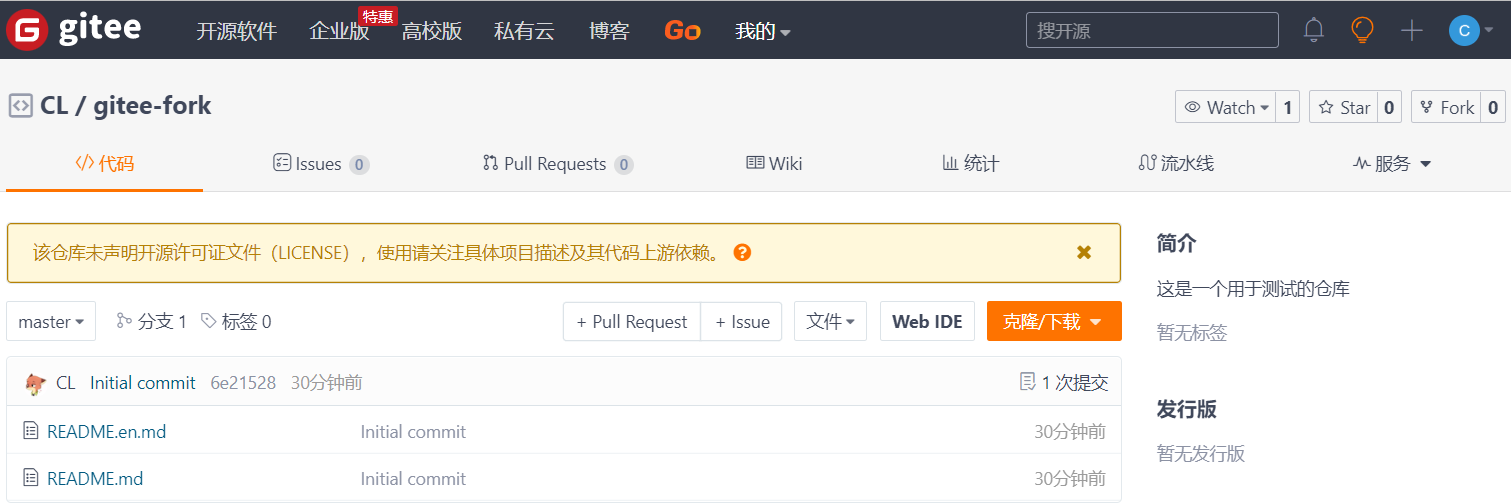 gitee 开源软件 企业版 特惠 高校版 私有云 博客 Go 我的 搜开源 C
CL / gitee-fork Watch 1 Star 0 Fork 0
代码 Issues 0 Pull Requests 0 Wiki 统计 流水线 服务
该仓库未声明开源许可证文件（LICENSE），使用请关注具体项目描述及其代码上游依赖。 ?
简介
这是一个用于测试的仓库
暂无标签
master 分支 1 标签 0 + Pull Request + Issue 文件 Web IDE 克隆/下载
CL Initial commit 6e21528 30分钟前 1 次提交
README.en.md Initial commit 30分钟前
README.md Initial commit 30分钟前
发行版
暂无发行版